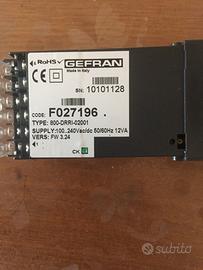 RoHS
GEFRAN
Made in Italy
SN: 10101128
CODE: F027196 .
TYPE: 800-DRRI-02001
SUPPLY:100..240Vac/dc 50/60Hz 12VA
VERS: FW 3.24
CK
subito